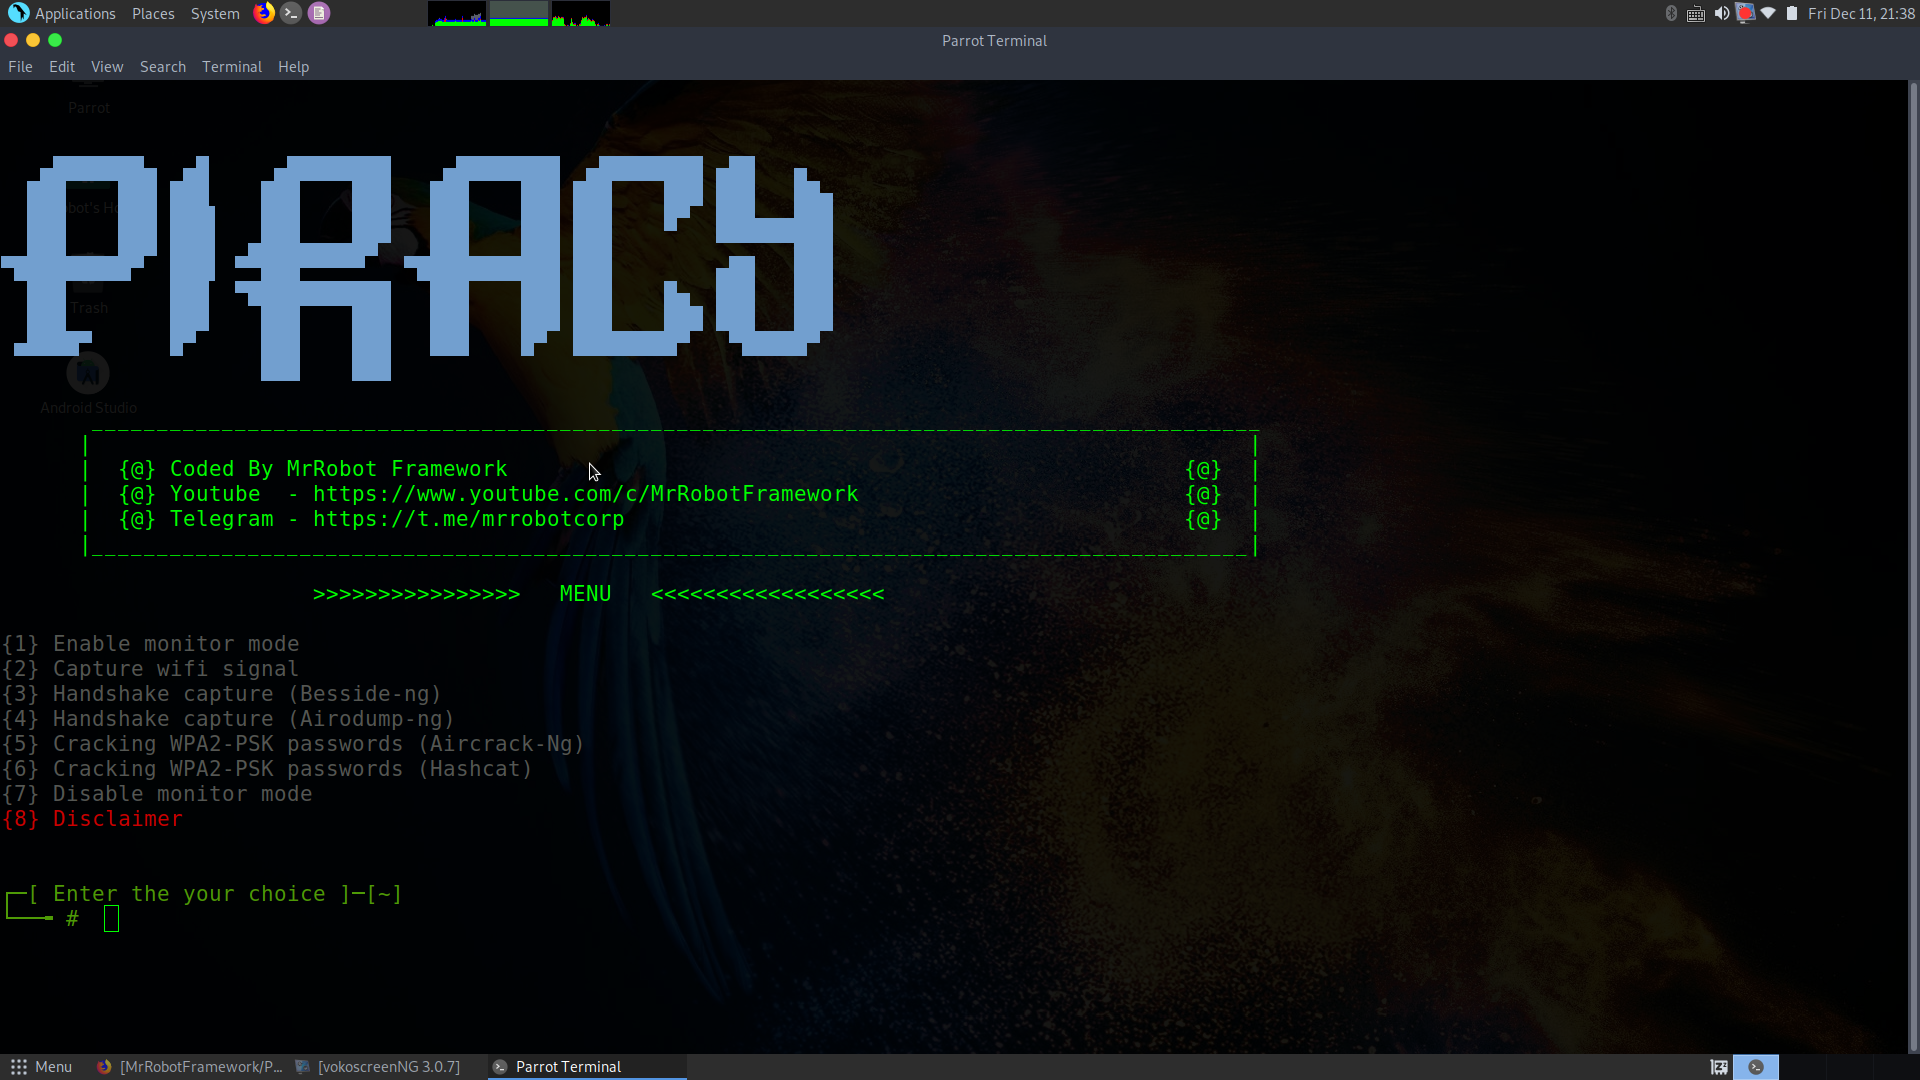 Applications Places System Fri Dec 11, 21:38
Parrot Terminal
File Edit View Search Terminal Help
Parrot
PIRACY
Trash
Android Studio
{@} Coded By MrRobot Framework {@}
{@} Youtube - https://www.youtube.com/c/MrRobotFramework {@}
{@} Telegram - https://t.me/mrrobotcorp {@}
>>>>>>>>>>>>>>>> MENU <<<<<<<<<<<<<<<<<<
{1} Enable monitor mode
{2} Capture wifi signal
{3} Handshake capture (Besside-ng)
{4} Handshake capture (Airodump-ng)
{5} Cracking WPA2-PSK passwords (Aircrack-Ng)
{6} Cracking WPA2-PSK passwords (Hashcat)
{7} Disable monitor mode
{8} Disclaimer
[ Enter the your choice ]─[~]
#
Menu [MrRobotFramework/P... [vokoscreenNG 3.0.7] Parrot Terminal